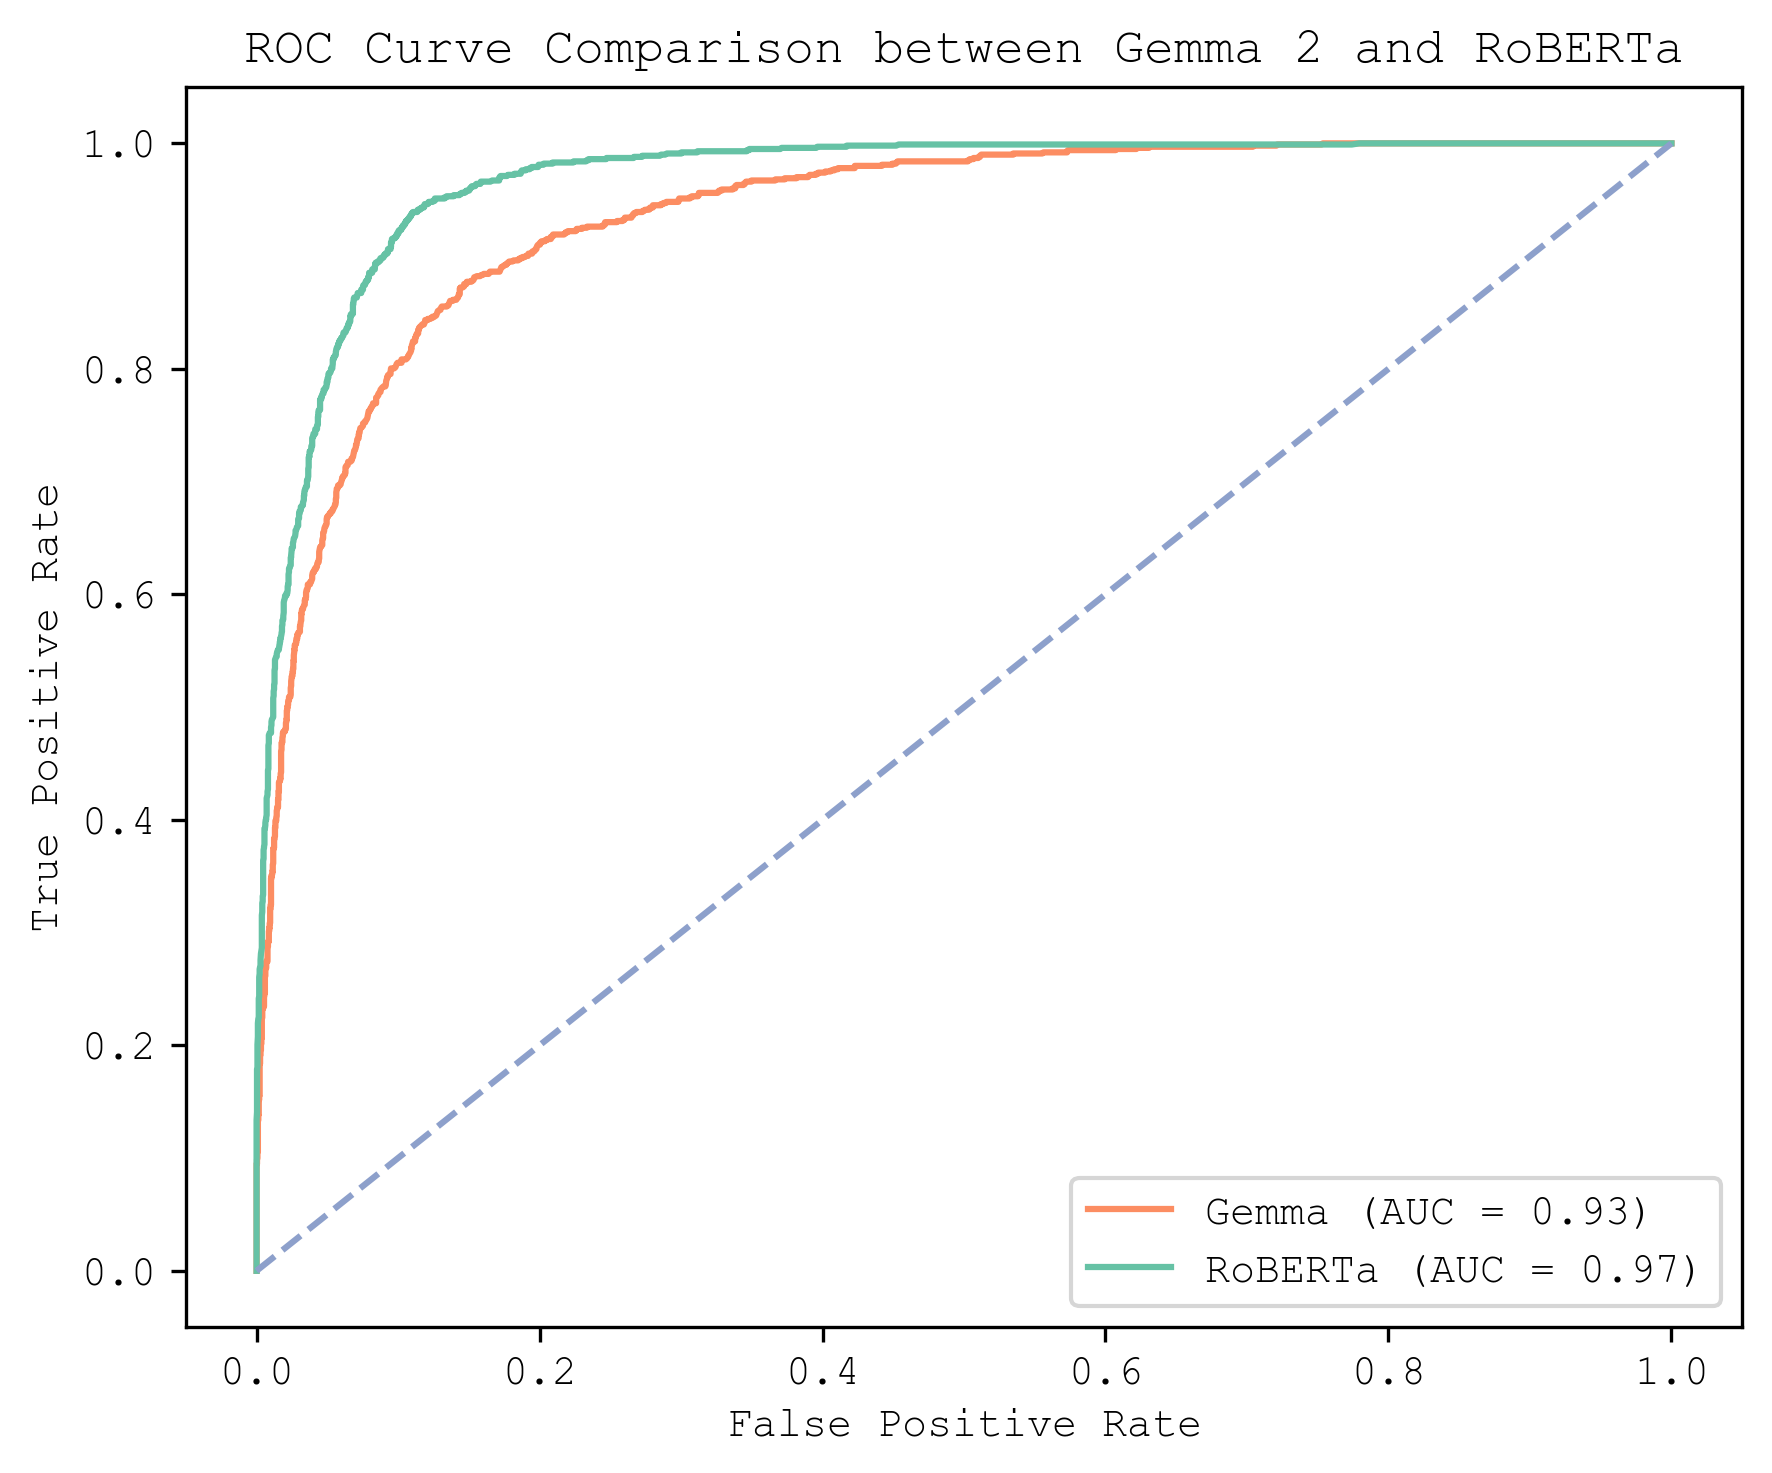 ROC Curve Comparison between Gemma 2 and RoBERTa
True Positive Rate
1.0
0.8
0.6
0.4
0.2
0.0
Gemma (AUC = 0.93)
RoBERTa (AUC = 0.97)
0.0 0.2 0.4 0.6 0.8 1.0
False Positive Rate